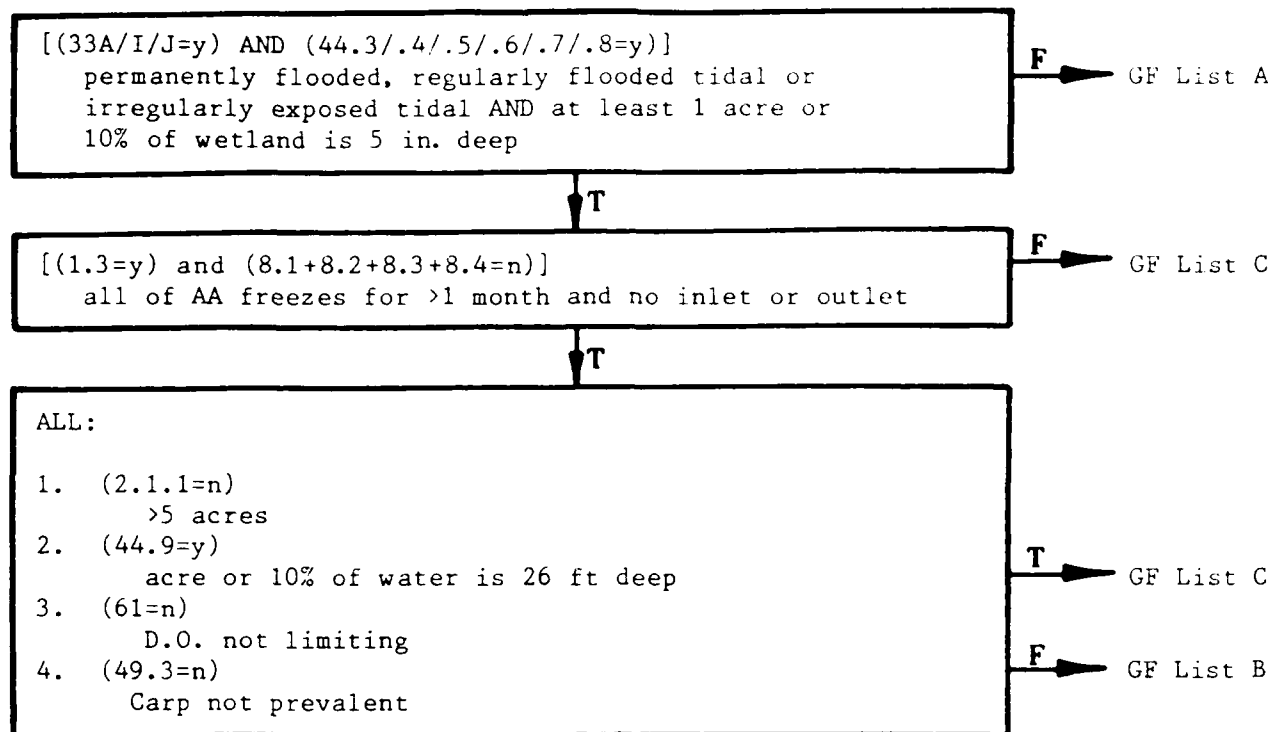 [(33A/I/J=y) AND (44.3/.4/.5/.6/.7/.8=y)]
permanently flooded, regularly flooded tidal or
irregularly exposed tidal AND at least 1 acre or
10% of wetland is 5 in. deep
F
GF List A
T
[(1.3=y) and (8.1+8.2+8.3+8.4=n)]
all of AA freezes for >1 month and no inlet or outlet
F
GF List C
T
ALL:
1. (2.1.1=n)
>5 acres
2. (44.9=y)
acre or 10% of water is 26 ft deep
3. (61=n)
D.O. not limiting
4. (49.3=n)
Carp not prevalent
T
GF List C
F
GF List B